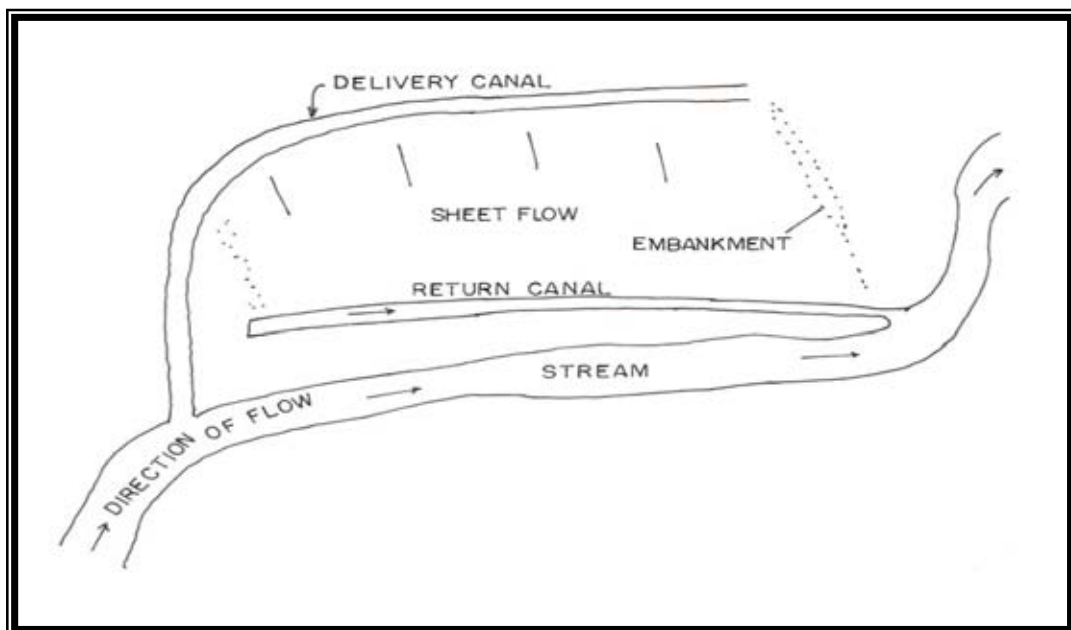 DELIVERY CANAL
SHEET FLOW
EMBANKMENT
RETURN CANAL
STREAM
DIRECTION OF FLOW